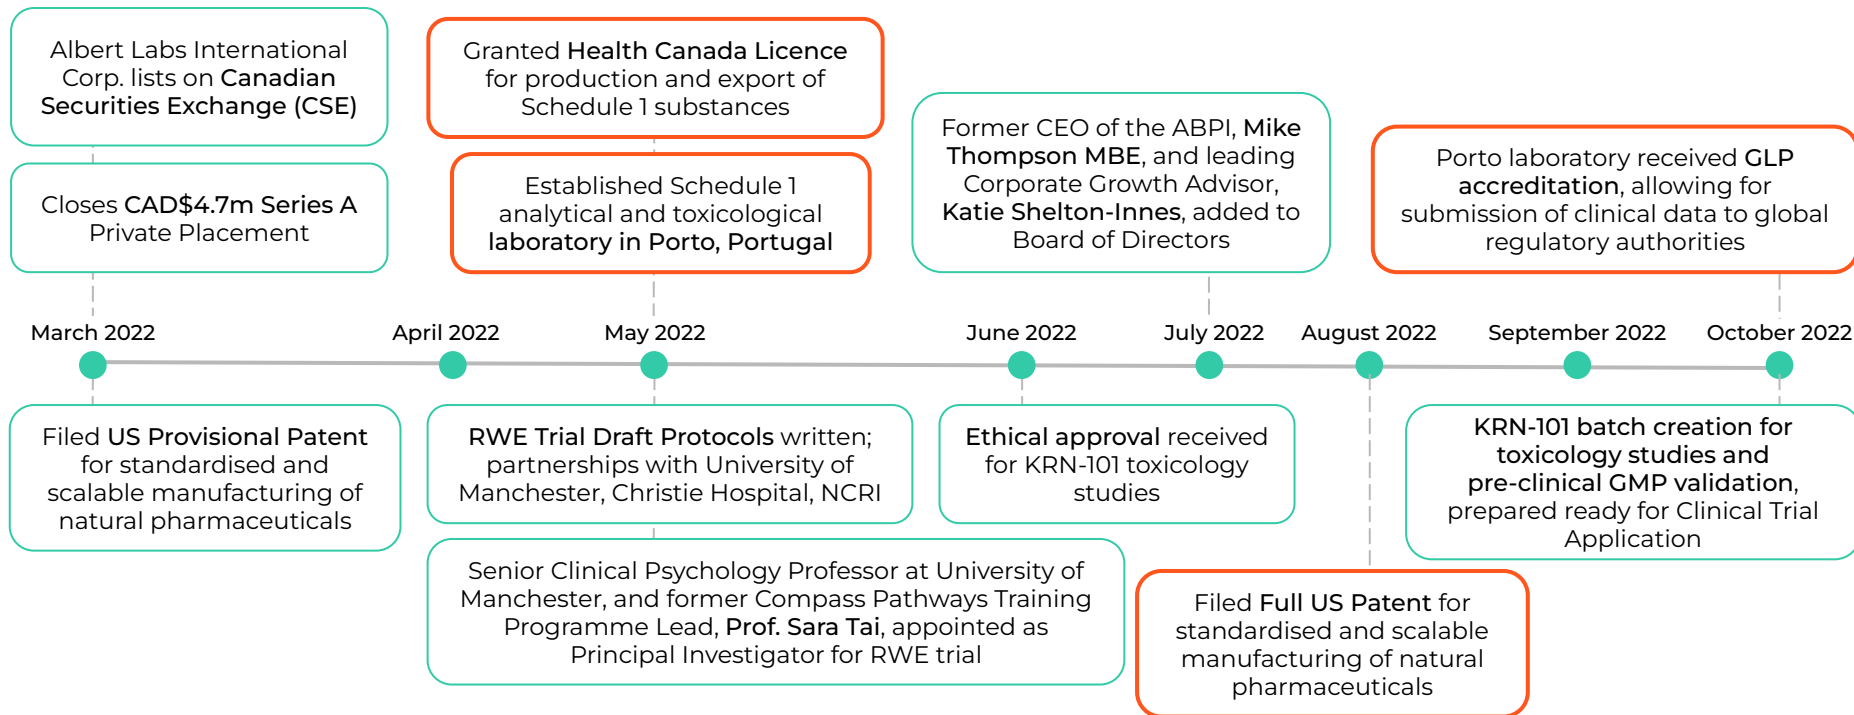 Albert Labs International
Corp. lists on Canadian
Securities Exchange (CSE)
Closes CAD$4.7m Series A
Private Placement
Granted Health Canada Licence
for production and export of
Schedule 1 substances
Established Schedule 1
analytical and toxicological
laboratory in Porto, Portugal
Former CEO of the ABPI, Mike
Thompson MBE, and leading
Corporate Growth Advisor,
Katie Shelton-Innes, added to
Board of Directors
Porto laboratory received GLP
accreditation, allowing for
submission of clinical data to global
regulatory authorities
March 2022
April 2022
May 2022
June 2022
July 2022
August 2022
September 2022
October 2022
Filed US Provisional Patent
for standardised and
scalable manufacturing of
natural pharmaceuticals
RWE Trial Draft Protocols written;
partnerships with University of
Manchester, Christie Hospital, NCRI
Senior Clinical Psychology Professor at University of
Manchester, and former Compass Pathways Training
Programme Lead, Prof. Sara Tai, appointed as
Principal Investigator for RWE trial
Ethical approval received
for KRN-101 toxicology
studies
Filed Full US Patent for
standardised and scalable
manufacturing of natural
pharmaceuticals
KRN-101 batch creation for
toxicology studies and
pre-clinical GMP validation,
prepared ready for Clinical Trial
Application